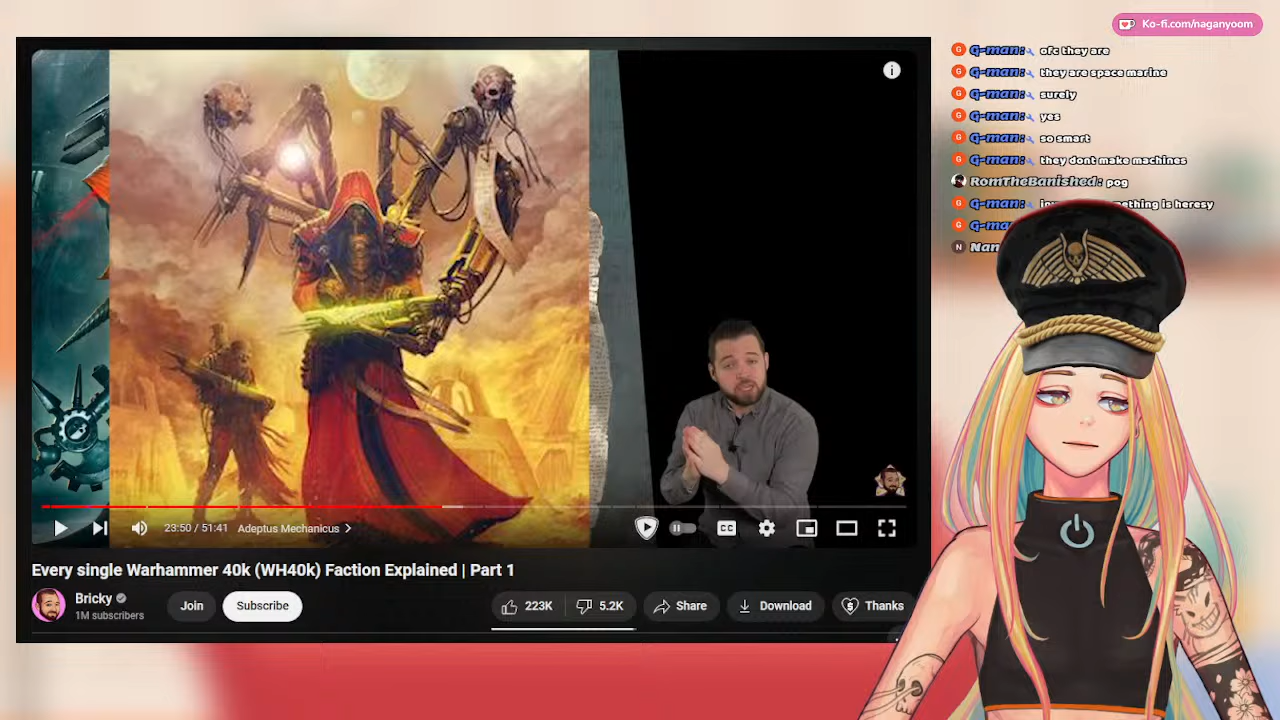 Ko-fi.com/naganyoom
G-man: ofc they are
G-man: they are space marine
G-man: surely
G-man: yes
G-man: so smort
G-man: they dont make machines
RomTheBanished: pog
G-man: is heresy
23:50 / 51:41 Adeptus Mechanicus
CC
Every single Warhammer 40k (WH40k) Faction Explained | Part 1
Bricky
1M subscribers
Join
Subscribe
223K
5.2K
Share
Download
Thanks